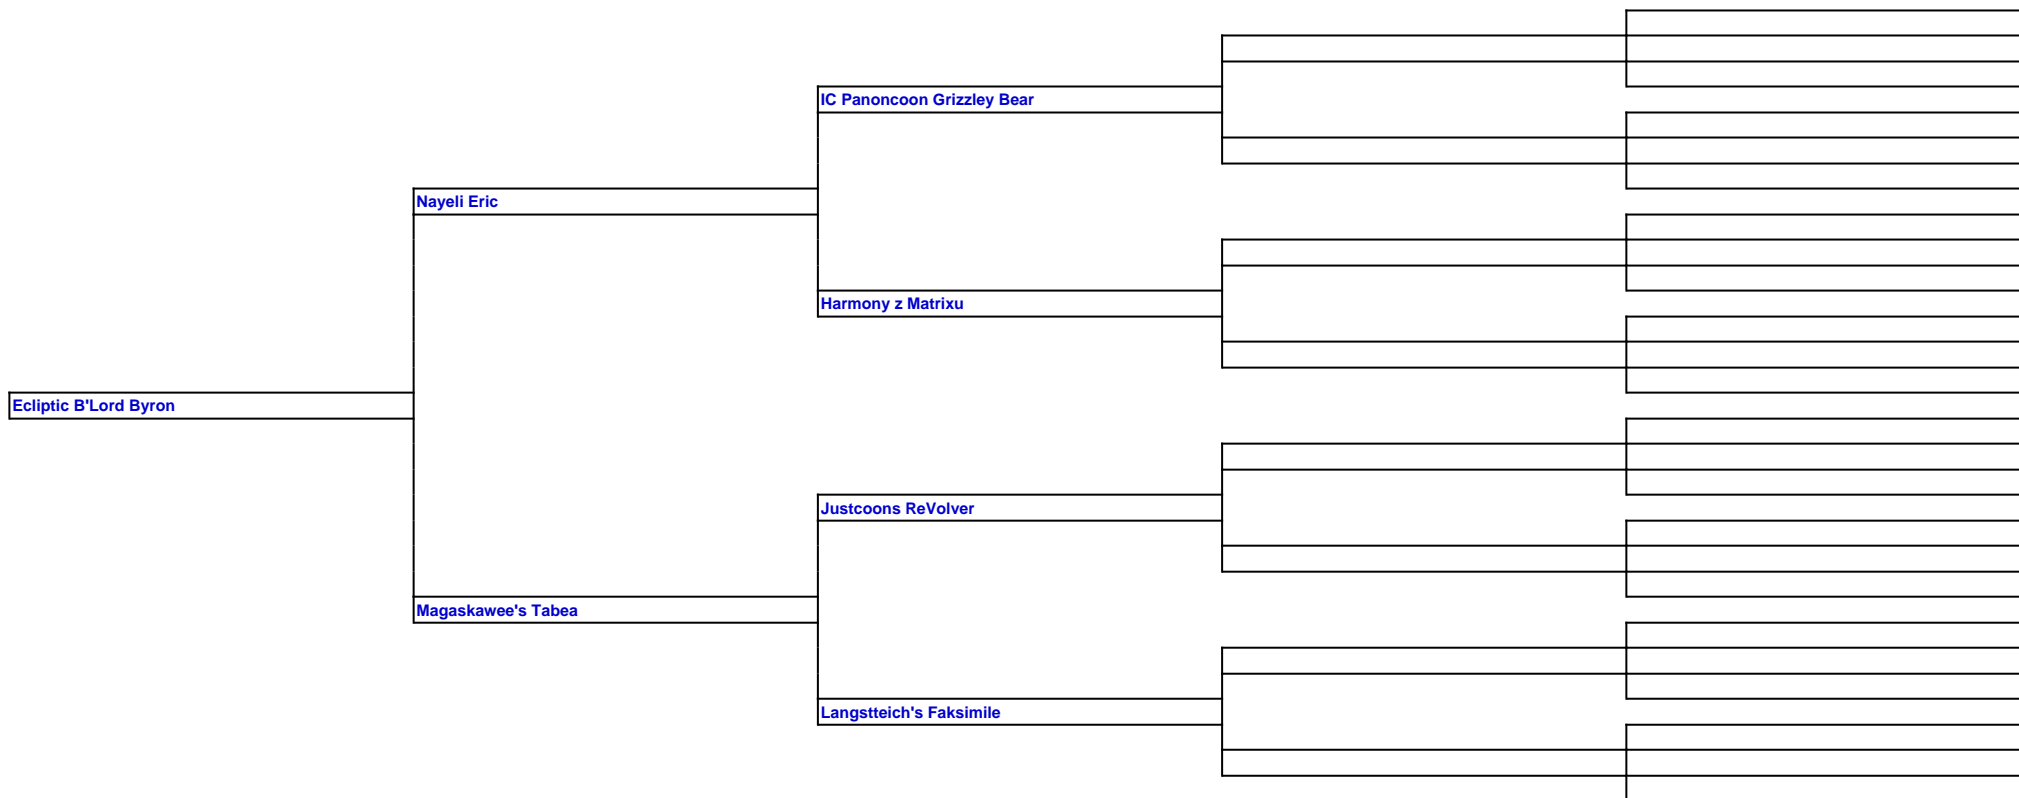 IC Panoncoon Grizzley Bear
Nayeli Eric
Harmony z Matrixu
Ecliptic B'Lord Byron
Justcoons ReVolver
Magaskawee's Tabea
Langstteich's Faksimile